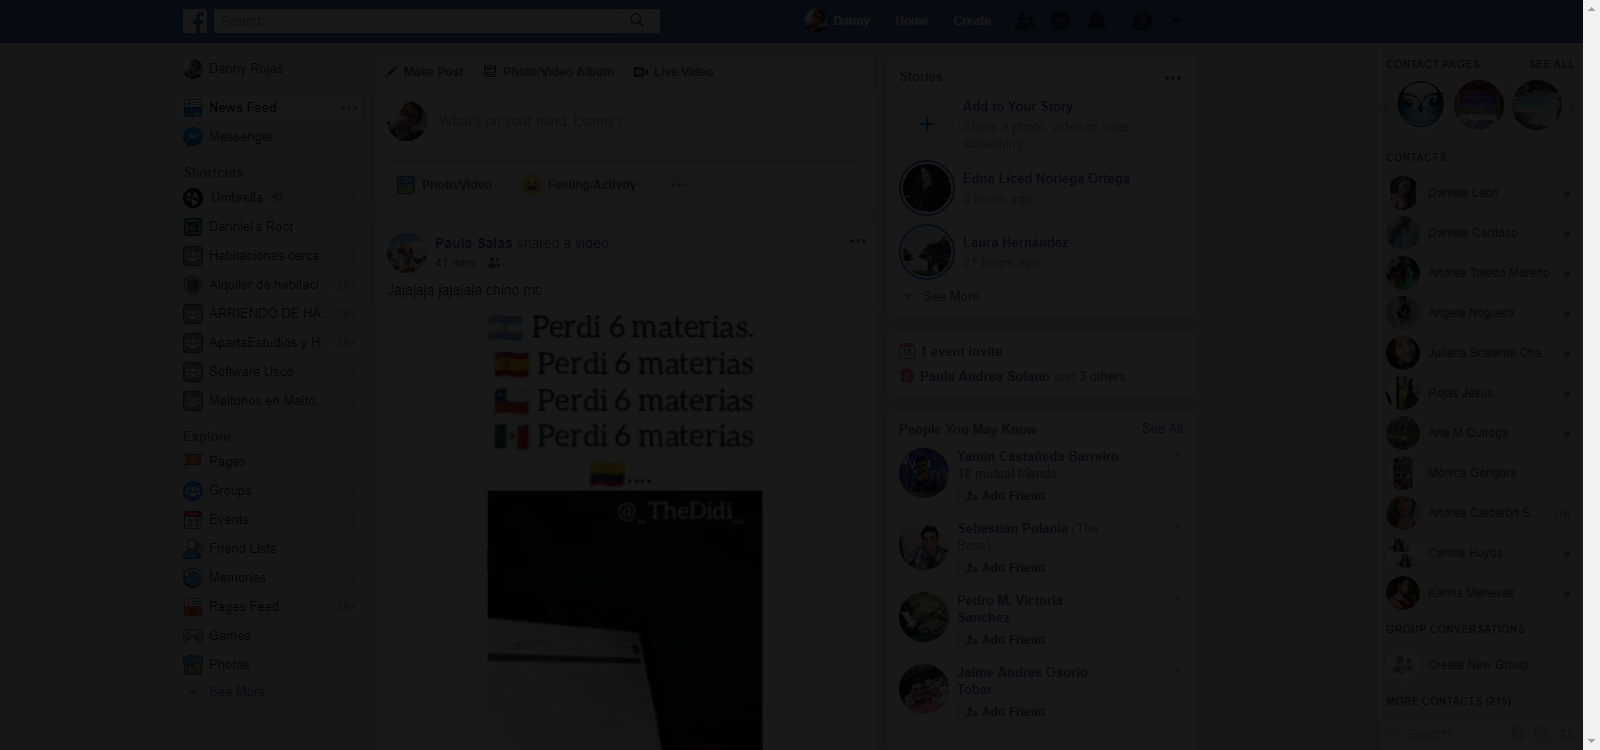 Search
Danny
Home
Create
Danny Rojas
News Feed
Messenger
Shortcuts
Umbrella.
2
Danniel's Root
Habitaciones cerca...
Alquiler de habitaci...
20+
ARRIENDO DE HA...
20+
ApartaEstudios y H...
20+
Software Usco
Maitunos en Maito,...
Explore
Pages
Groups
Events
Friend Lists
Memories
Pages Feed
20+
Games
Photos
See More...
Make Post
Photo/Video Album
Live Video
What's on your mind, Danny?
Photo/Video
Feeling/Activity
Paula Salas shared a video.
41 mins
Jajajaja jajajaja chino mc
Perdi 6 materias.
Perdi 6 materias
Perdi 6 materias
Perdi 6 materias
....
@_TheDidi_
Stories
Add to Your Story
Share a photo, video or write
something
Edna Liced Noriega Ortega
8 hours ago
Laura Hernández
21 hours ago
See More
1 event invite
Paula Andrea Solano and 3 others
People You May Know
See All
Yamin Castañeda Barreiro
18 mutual friends
Add Friend
Sebastián Polanía (The
Boss)
Add Friend
Pedro M. Victoria
Sanchez
Add Friend
Jaime Andres Osorio
Tobar
Add Friend
CONTACT PAGES
SEE ALL
CONTACTS
Daniela León
Daniela Cardoso
Andrea Toledo Moreno
Angela Noguera
Juliana Scalante Cha...
Rojas Jesús
Ana M Quiroga
Mónica Góngora
Andrea Calderón S...
Camila Hoyos
Karina Meneses
GROUP CONVERSATIONS
Create New Group
MORE CONTACTS (215)
Search